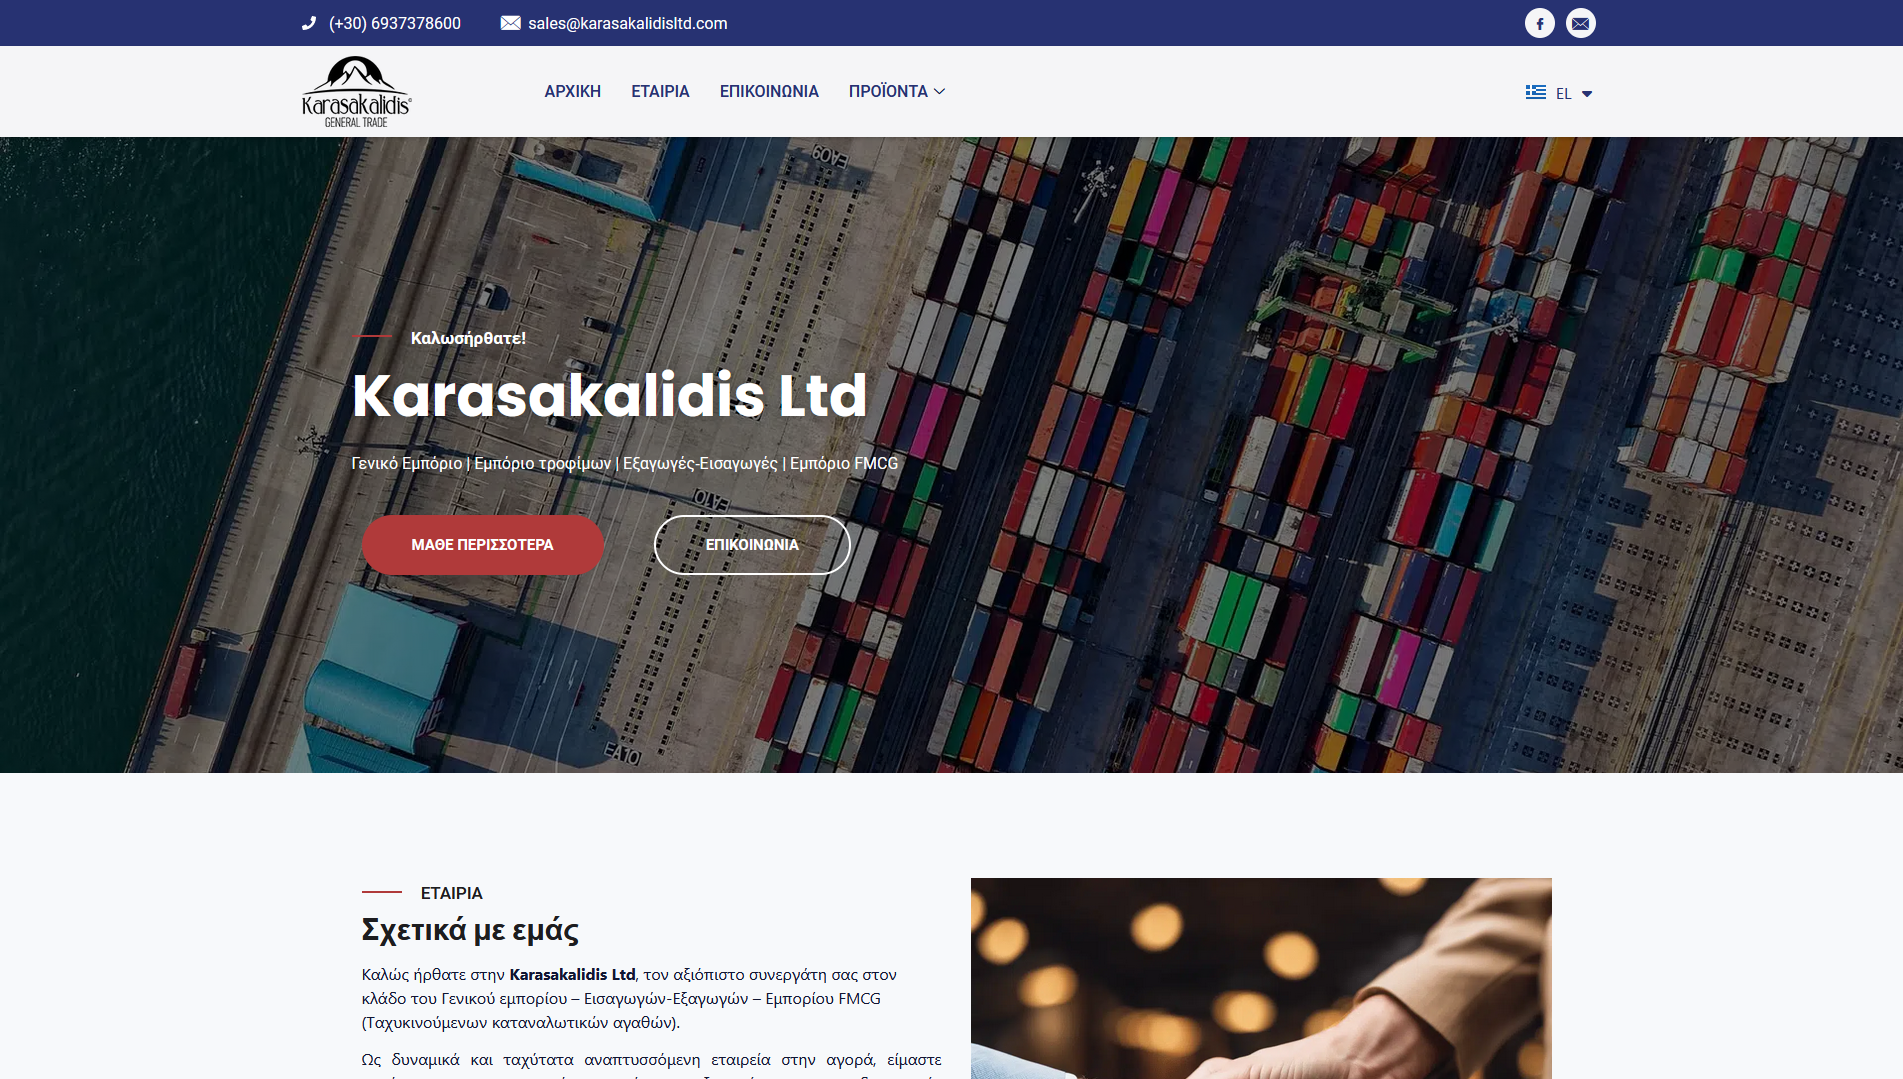 (+30) 6937378600
sales@karasakalidisltd.com
Karasakalidis
GENERAL TRADE
ΑΡΧΙΚΗ
ΕΤΑΙΡΙΑ
ΕΠΙΚΟΙΝΩΝΙΑ
ΠΡΟΪΟΝΤΑ
EL
EA09
Καλωσήρθατε!
Karasakalidis Ltd
Γενικό Εμπόριο | Εμπόριο τροφίμων | Εξαγωγές-Εισαγωγές | Εμπόριο FMCG
ΜΑΘΕ ΠΕΡΙΣΣΟΤΕΡΑ
ΕΠΙΚΟΙΝΩΝΙΑ
EA10
ΕΤΑΙΡΙΑ
Σχετικά με εμάς
Καλώς ήρθατε στην Karasakalidis Ltd, τον αξιόπιστο συνεργάτη σας στον
κλάδο του Γενικού εμπορίου – Εισαγωγών-Εξαγωγών – Εμπορίου FMCG
(Ταχυκινούμενων καταναλωτικών αγαθών).
Ως δυναμικά και ταχύτατα αναπτυσσόμενη εταιρεία στην αγορά, είμαστε